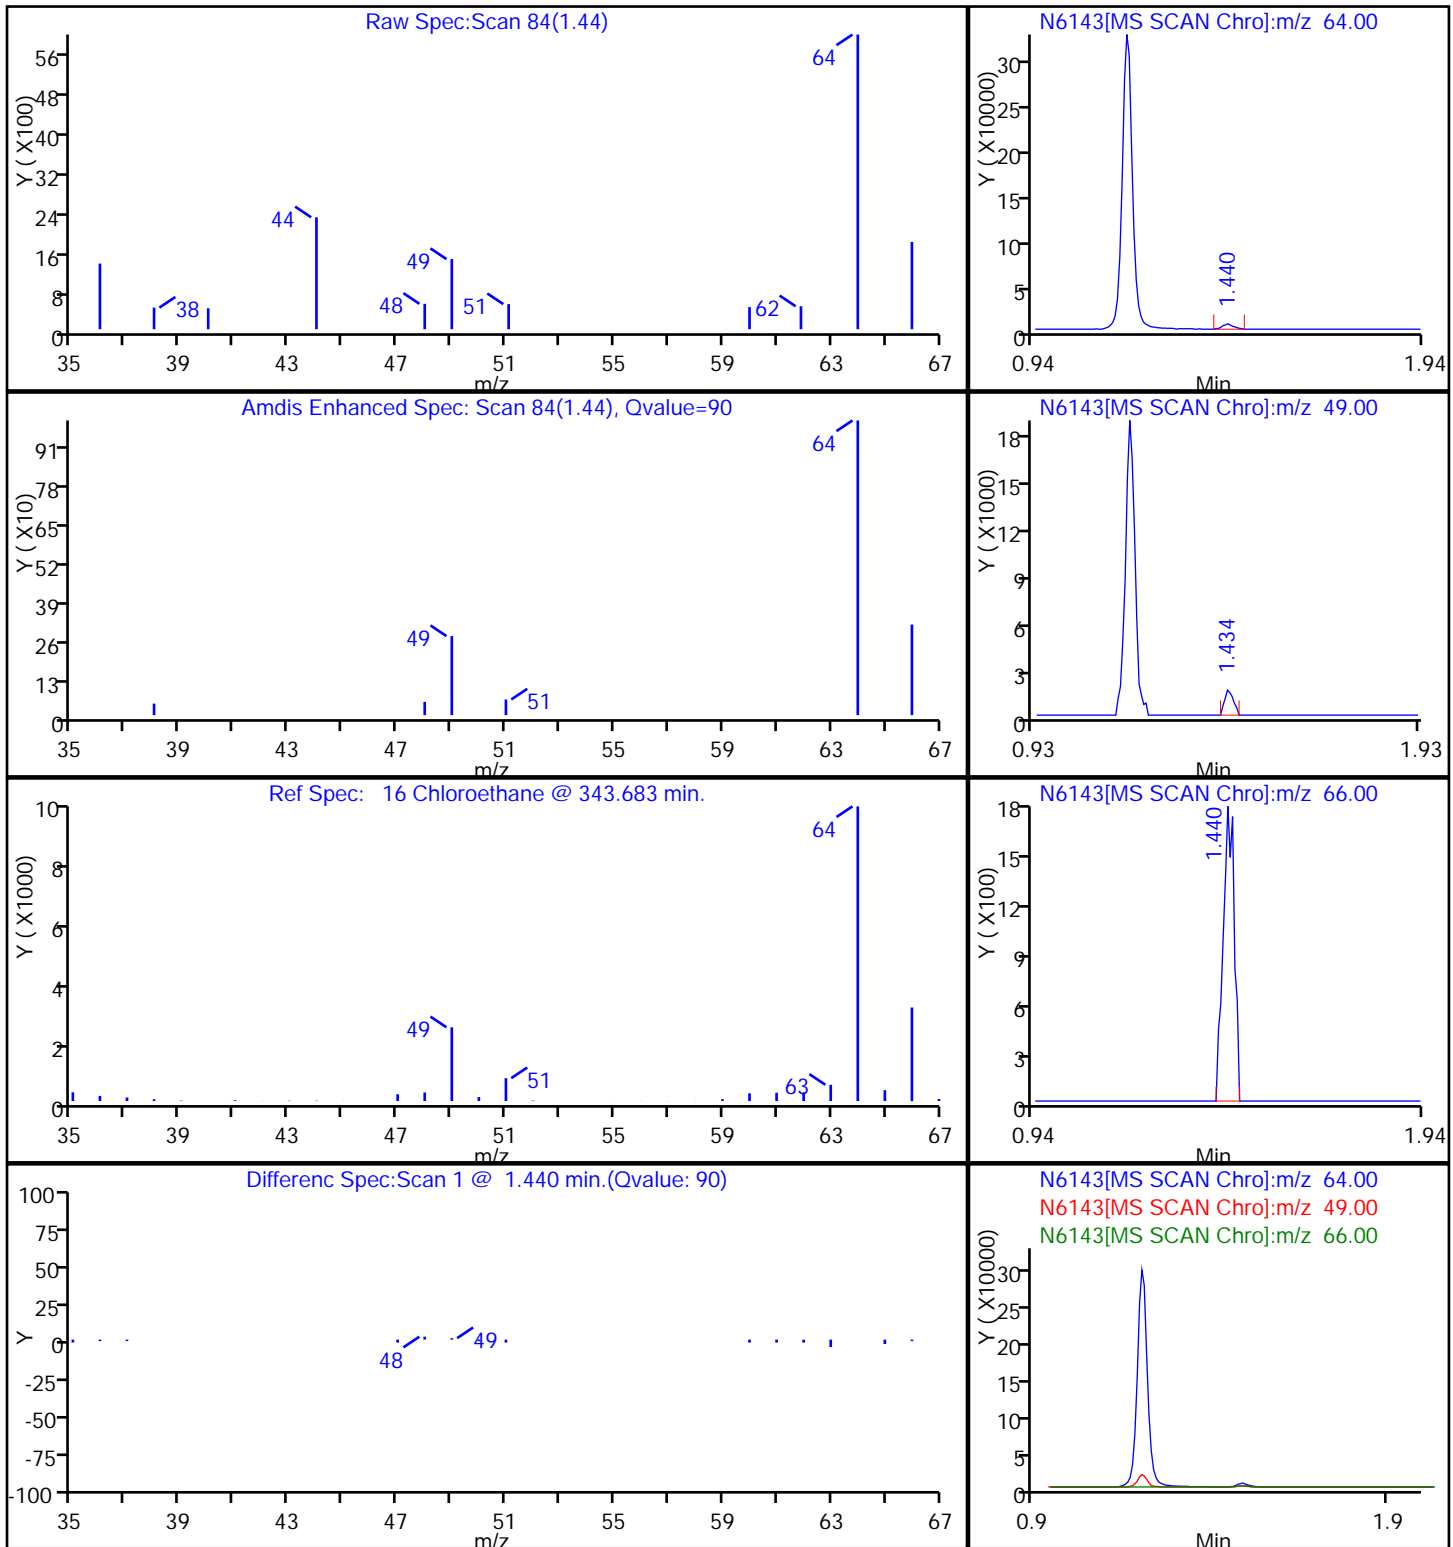 Raw Spec:Scan 84(1.44)
Y ( X100)
56
48
40
32
24
16
8
0
64
44
49
38
48
51
62
35 39 43 47 51 55 59 63 67
m/z
N6143[MS SCAN Chro]:m/z 64.00
Y ( X10000)
30
25
20
15
10
5
0
1.440
0.94 1.94
Min
Amdis Enhanced Spec: Scan 84(1.44), Qvalue=90
Y ( X10)
91
78
65
52
39
26
13
0
64
49
51
35 39 43 47 51 55 59 63 67
m/z
N6143[MS SCAN Chro]:m/z 49.00
Y ( X1000)
18
15
12
9
6
3
0
1.434
0.93 1.93
Min
Ref Spec: 16 Chloroethane @ 343.683 min.
Y ( X1000)
10
8
6
4
2
0
64
49
51
63
35 39 43 47 51 55 59 63 67
m/z
N6143[MS SCAN Chro]:m/z 66.00
Y ( X100)
18
15
12
9
6
3
0
1.440
0.94 1.94
Min
Differenc Spec:Scan 1 @ 1.440 min.(Qvalue: 90)
Y
100
75
50
25
0
-25
-50
-75
-100
48
49
35 39 43 47 51 55 59 63 67
m/z
N6143[MS SCAN Chro]:m/z 64.00
N6143[MS SCAN Chro]:m/z 49.00
N6143[MS SCAN Chro]:m/z 66.00
Y ( X10000)
30
25
20
15
10
5
0
0.9 1.9
Min